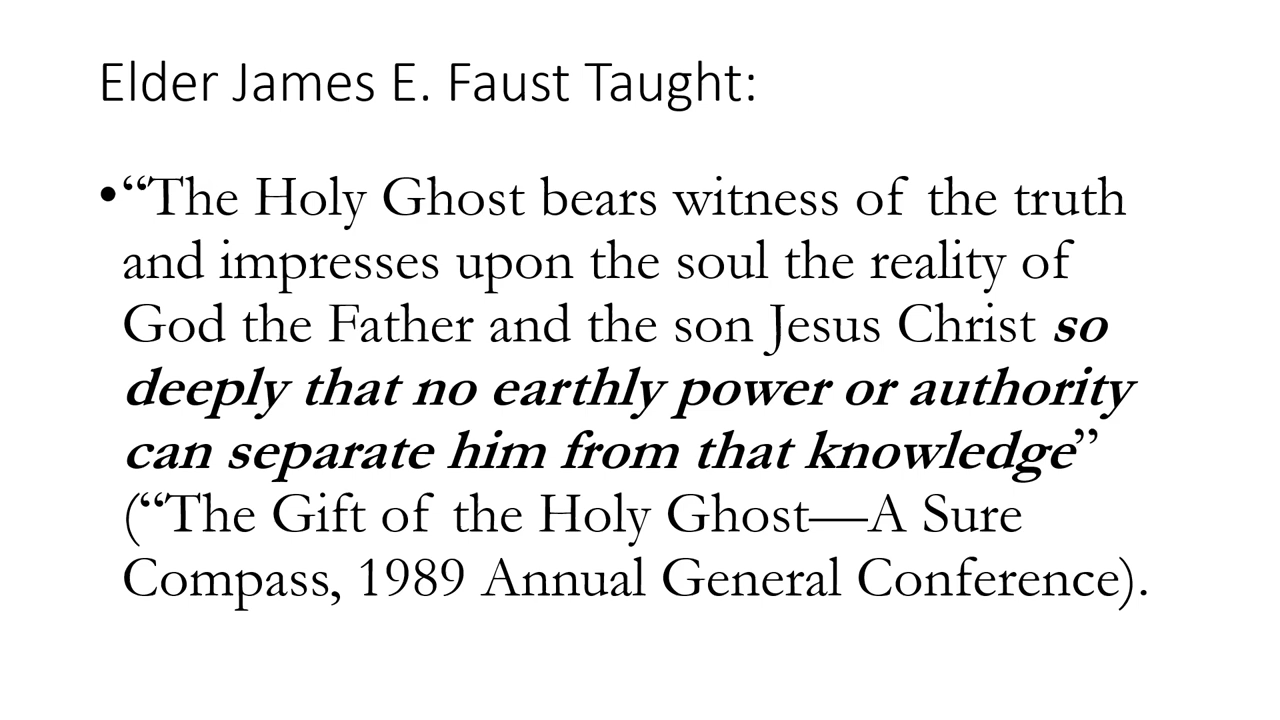 Elder James E. Faust Taught:
•“The Holy Ghost bears witness of the truth
and impresses upon the soul the reality of
God the Father and the son Jesus Christ so
deeply that no earthly power or authority
can separate him from that knowledge”
(“The Gift of the Holy Ghost—A Sure
Compass, 1989 Annual General Conference).